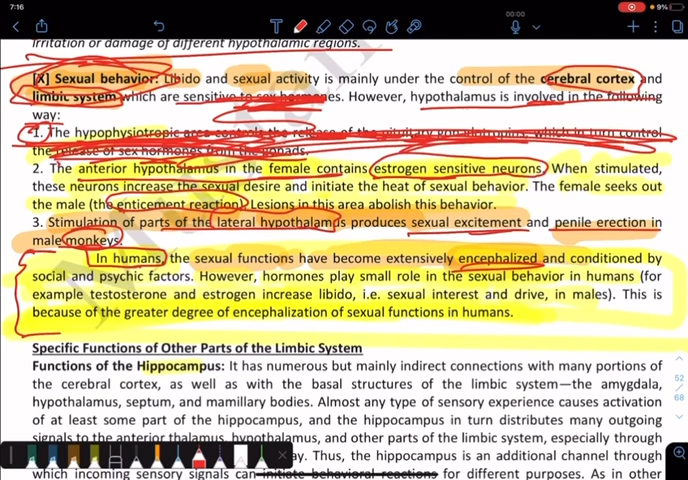 7:16
00:00
9%
irritation or damage of different hypothalamic regions.
[X] Sexual behavior: Libido and sexual activity is mainly under the control of the cerebral cortex and
limbic system which are sensitive to sex hormones. However, hypothalamus is involved in the following
way:
1. The hypophysiotropic area controls the release of the pituitary gonadotropins, which in turn control
the release of sex hormones from the gonads.
2. The anterior hypothalamus in the female contains estrogen sensitive neurons. When stimulated,
these neurons increase the sexual desire and initiate the heat of sexual behavior. The female seeks out
the male (the enticement reaction). Lesions in this area abolish this behavior.
3. Stimulation of parts of the lateral hypothalamus produces sexual excitement and penile erection in
male monkeys.
In humans, the sexual functions have become extensively encephalized and conditioned by
social and psychic factors. However, hormones play small role in the sexual behavior in humans (for
example testosterone and estrogen increase libido, i.e. sexual interest and drive, in males). This is
because of the greater degree of encephalization of sexual functions in humans.
Specific Functions of Other Parts of the Limbic System
Functions of the Hippocampus: It has numerous but mainly indirect connections with many portions of
the cerebral cortex, as well as with the basal structures of the limbic system—the amygdala,
hypothalamus, septum, and mamillary bodies. Almost any type of sensory experience causes activation
of at least some part of the hippocampus, and the hippocampus in turn distributes many outgoing
signals to the anterior thalamus, hypothalamus, and other parts of the limbic system, especially through
ay. Thus, the hippocampus is an additional channel through
which incoming sensory signals can initiate behavioral reactions for different purposes. As in other
52
68